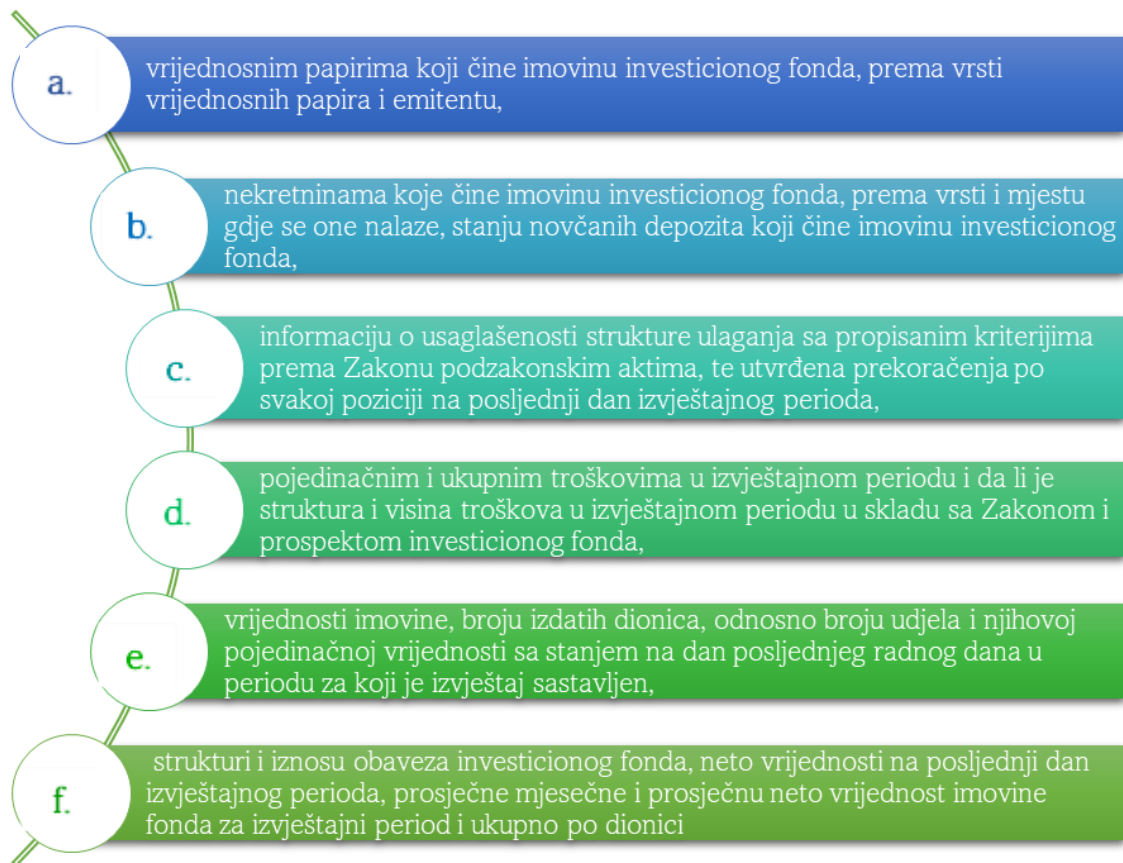 a.
vrijednosnim papirima koji čine imovinu investicionog fonda, prema vrsti
vrijednosnih papira i emitentu,
b.
nekretninama koje čine imovinu investicionog fonda, prema vrsti i mjestu
gdje se one nalaze, stanju novčanih depozita koji čine imovinu investicionog
fonda,
c.
informaciju o usaglašenosti strukture ulaganja sa propisanim kriterijima
prema Zakonu podzakonskim aktima, te utvrđena prekoračenja po
svakoj poziciji na posljednji dan izvještajnog perioda,
d.
pojedinačnim i ukupnim troškovima u izvještajnom periodu i da li je
struktura i visina troškova u izvještajnom periodu u skladu sa Zakonom i
prospektom investicionog fonda,
e.
vrijednosti imovine, broju izdatih dionica, odnosno broju udjela i njihovoj
pojedinačnoj vrijednosti sa stanjem na dan posljednjeg radnog dana u
periodu za koji je izvještaj sastavljen,
f.
strukturi i iznosu obaveza investicionog fonda, neto vrijednosti na posljednji dan
izvještajnog perioda, prosječne mjesečne i prosječnu neto vrijednost imovine
fonda za izvještajni period i ukupno po dionici